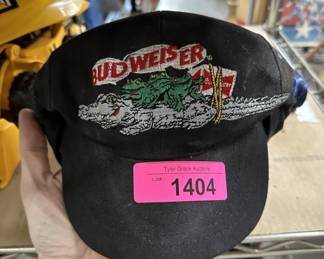 BUDWEISER
Tyler Grace Auctions
Lot#
1404